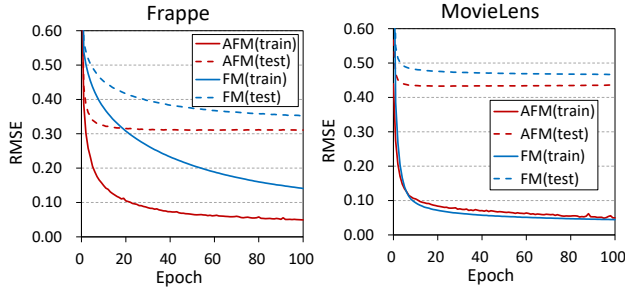 Frappe
RMSE
0.60
0.50
0.40
0.30
0.20
0.10
0.00
AFM(train)
AFM(test)
FM(train)
FM(test)
0 20 40 60 80 100
Epoch
MovieLens
RMSE
0.60
0.50
0.40
0.30
0.20
0.10
0.00
AFM(train)
AFM(test)
FM(train)
FM(test)
0 20 40 60 80 100
Epoch